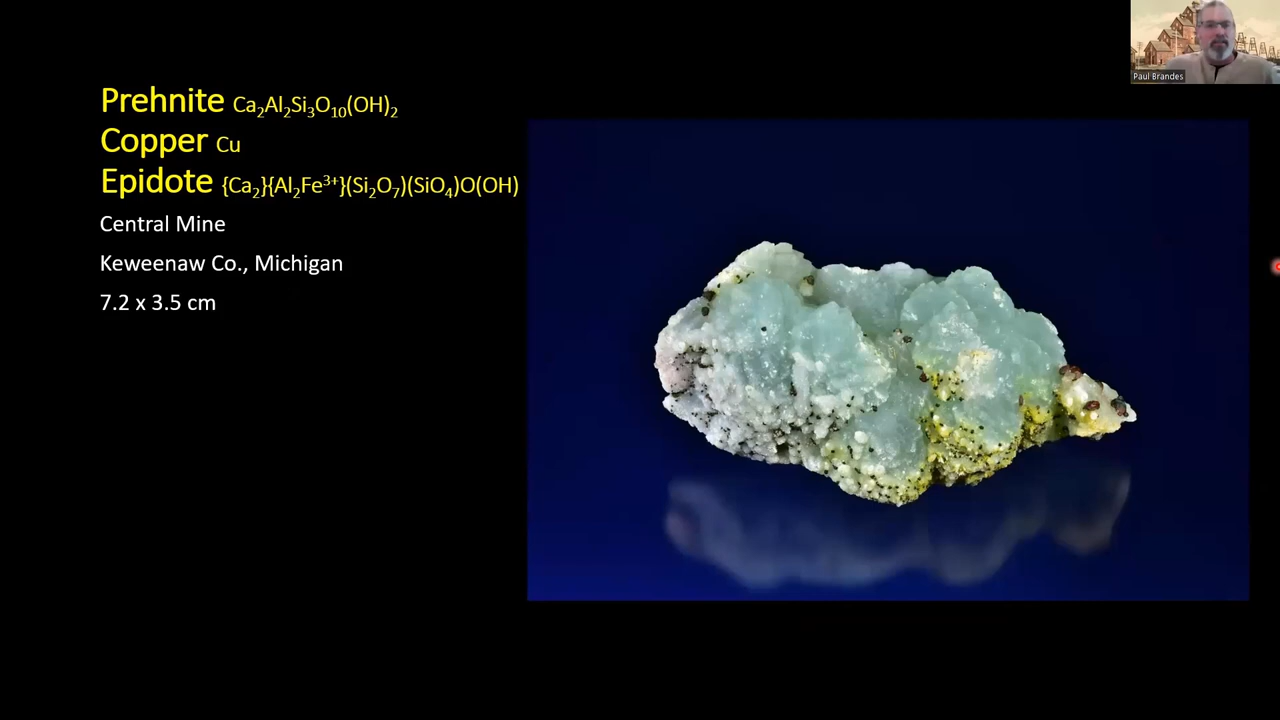 Prehnite Ca₂Al₂Si₃O₁₀(OH)₂
Copper Cu
Epidote {Ca₂}{Al₂Fe³⁺}(Si₂O₇)(SiO₄)O(OH)
Central Mine
Keweenaw Co., Michigan
7.2 x 3.5 cm
Paul Brandes